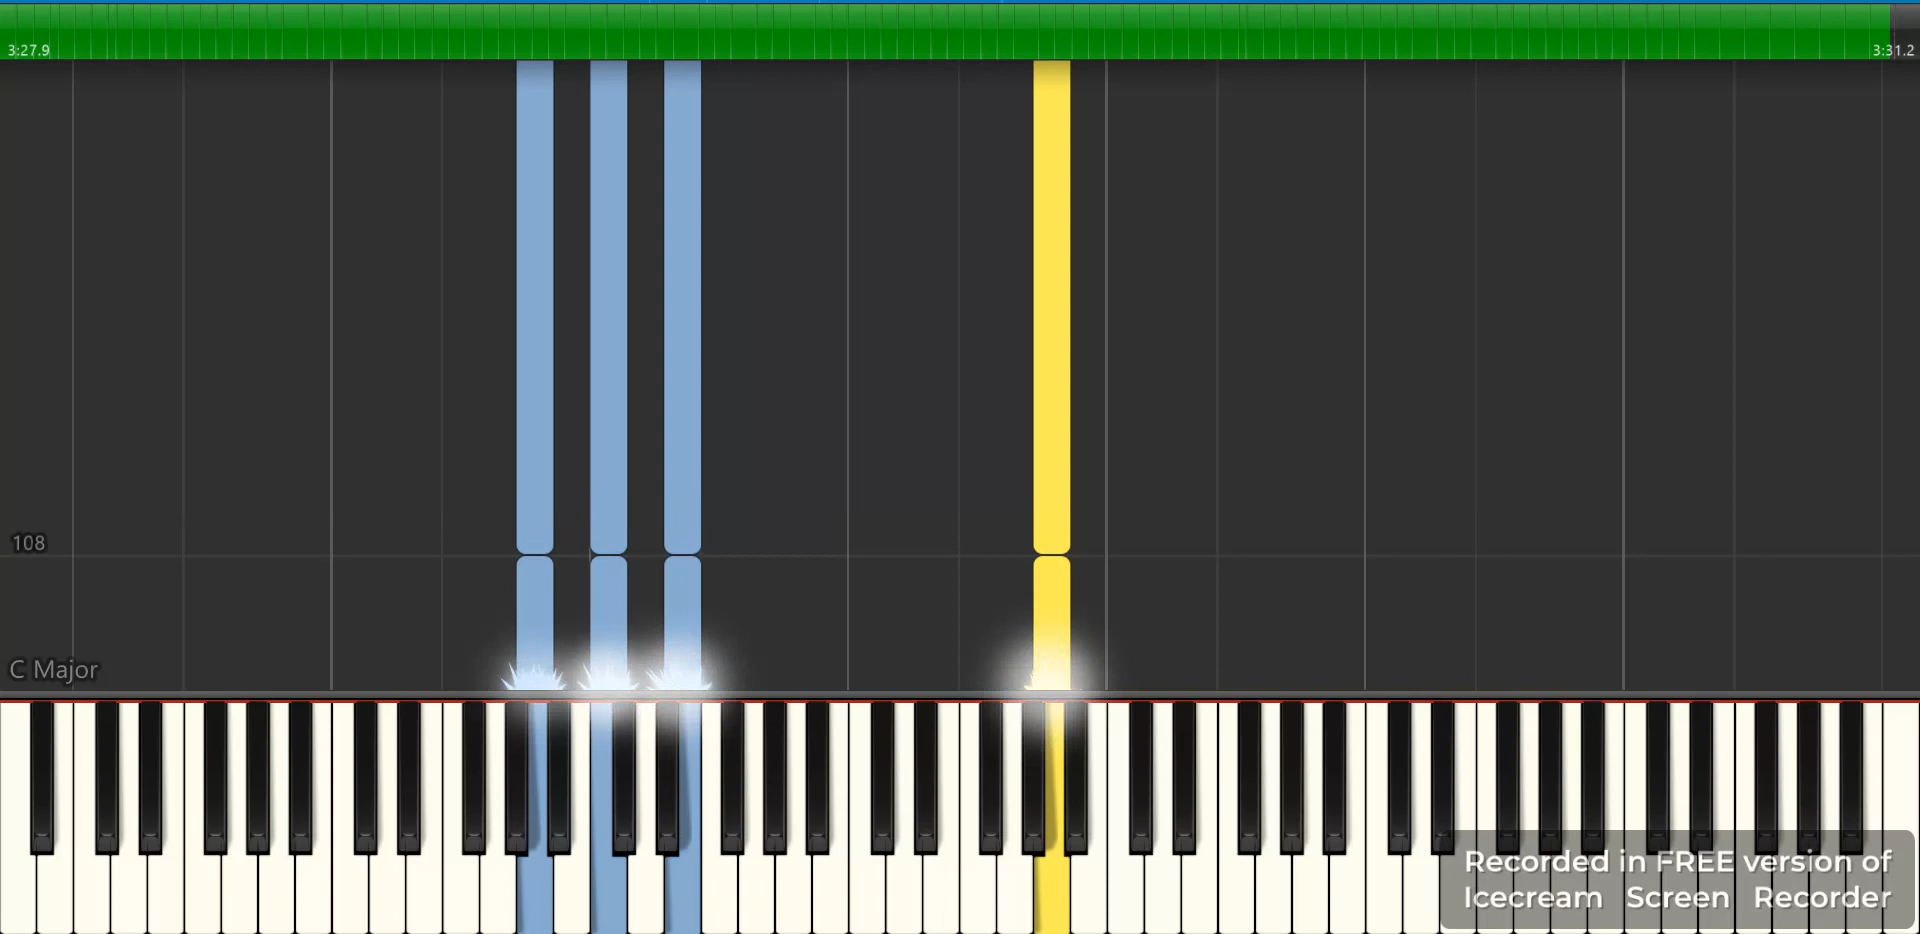 3:27.9
3:31.2
108
C Major
Recorded in FREE version of
Icecream Screen Recorder